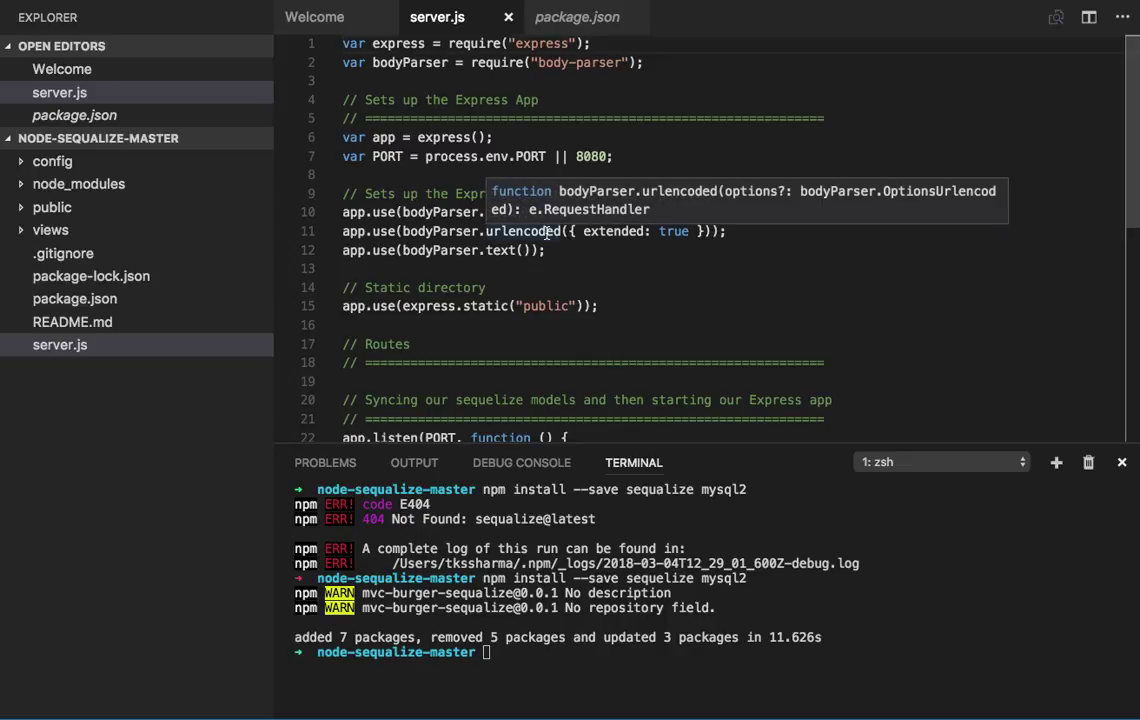 EXPLORER
OPEN EDITORS
Welcome
server.js
package.json
NODE-SEQUALIZE-MASTER
config
node_modules
public
views
.gitignore
package-lock.json
package.json
README.md
server.js
Welcome server.js × package.json
1 var express = require("express");
2 var bodyParser = require("body-parser");
3
4 // Sets up the Express App
5 // =============================================================
6 var app = express();
7 var PORT = process.env.PORT || 8080;
8
function bodyParser.urlencoded(options?: bodyParser.OptionsUrlencod
ed): e.RequestHandler
9 // Sets up the Expr
10 app.use(bodyParser.
11 app.use(bodyParser.urlencoded({ extended: true }));
12 app.use(bodyParser.text());
13
14 // Static directory
15 app.use(express.static("public"));
16
17 // Routes
18 // =============================================================
19
20 // Syncing our sequelize models and then starting our Express app
21 // =============================================================
22 app.listen(PORT, function () {
PROBLEMS OUTPUT DEBUG CONSOLE TERMINAL 1: zsh
→ node-sequalize-master npm install --save sequalize mysql2
npm ERR! code E404
npm ERR! 404 Not Found: sequalize@latest
npm ERR! A complete log of this run can be found in:
npm ERR! /Users/tkssharma/.npm/_logs/2018-03-04T12_29_01_600Z-debug.log
→ node-sequalize-master npm install --save sequelize mysql2
npm WARN mvc-burger-sequalize@0.0.1 No description
npm WARN mvc-burger-sequalize@0.0.1 No repository field.
added 7 packages, removed 5 packages and updated 3 packages in 11.626s
→ node-sequalize-master